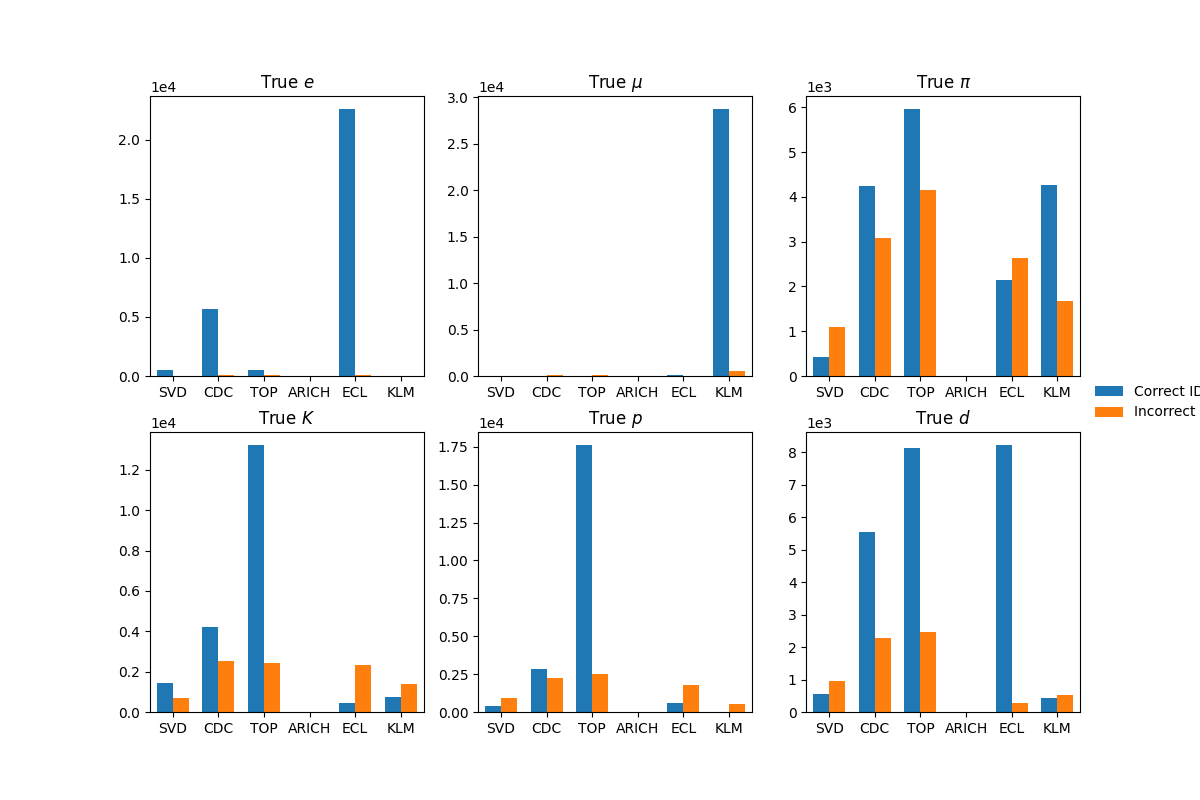 True e
1e4
2.0
1.5
1.0
0.5
0.0
SVD CDC TOP ARICH ECL KLM
True μ
1e4
3.0
2.5
2.0
1.5
1.0
0.5
0.0
SVD CDC TOP ARICH ECL KLM
True π
1e3
6
5
4
3
2
1
0
SVD CDC TOP ARICH ECL KLM
Correct ID
Incorrect
True K
1e4
1.2
1.0
0.8
0.6
0.4
0.2
0.0
SVD CDC TOP ARICH ECL KLM
True p
1e4
1.75
1.50
1.25
1.00
0.75
0.50
0.25
0.00
SVD CDC TOP ARICH ECL KLM
True d
1e3
8
7
6
5
4
3
2
1
0
SVD CDC TOP ARICH ECL KLM